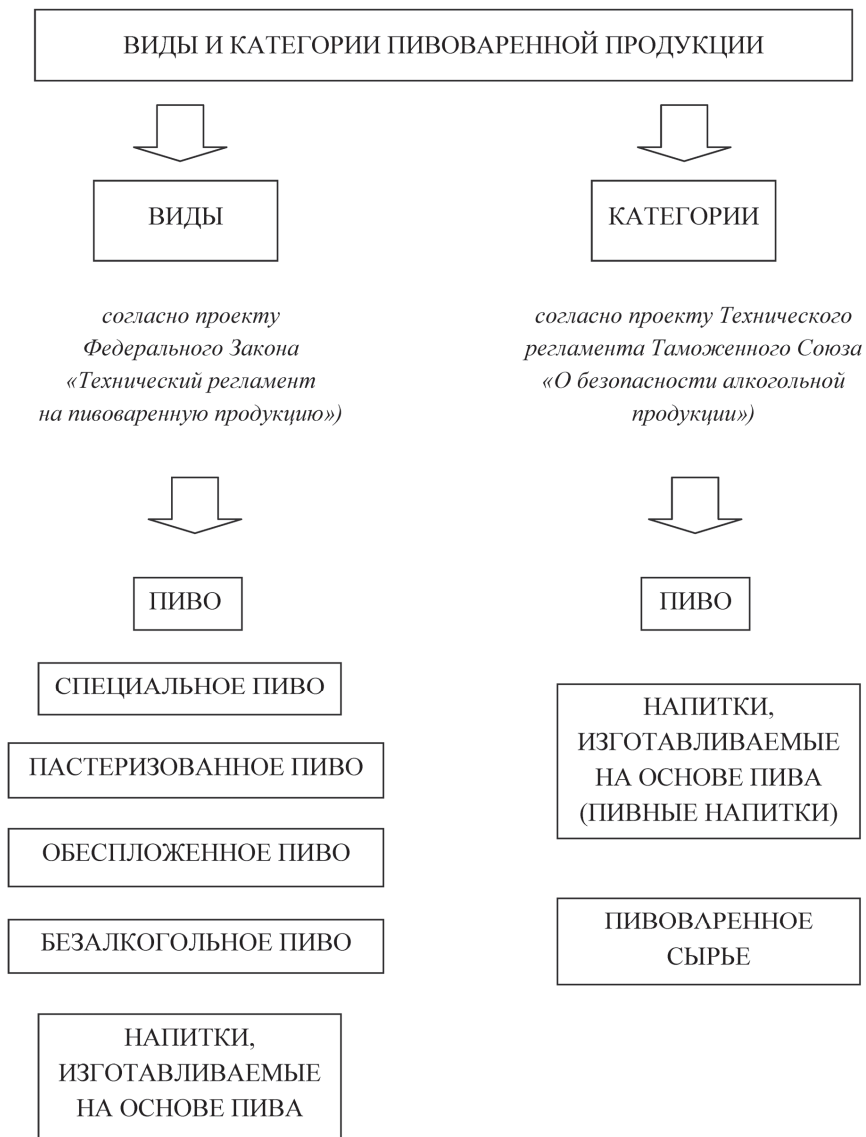 ВИДЫ И КАТЕГОРИИ ПИВОВАРЕННОЙ ПРОДУКЦИИ
ВИДЫ
согласно проекту
Федерального Закона
«Технический регламент
на пивоваренную продукцию»)
ПИВО
СПЕЦИАЛЬНОЕ ПИВО
ПАСТЕРИЗОВАННОЕ ПИВО
ОБЕСПЛОЖЕННОЕ ПИВО
БЕЗАЛКОГОЛЬНОЕ ПИВО
НАПИТКИ,
ИЗГОТАВЛИВАЕМЫЕ
НА ОСНОВЕ ПИВА
КАТЕГОРИИ
согласно проекту Технического
регламента Таможенного Союза
«О безопасности алкогольной
продукции»)
ПИВО
НАПИТКИ,
ИЗГОТАВЛИВАЕМЫЕ
НА ОСНОВЕ ПИВА
(ПИВНЫЕ НАПИТКИ)
ПИВОВАРЕННОЕ
СЫРЬЕ